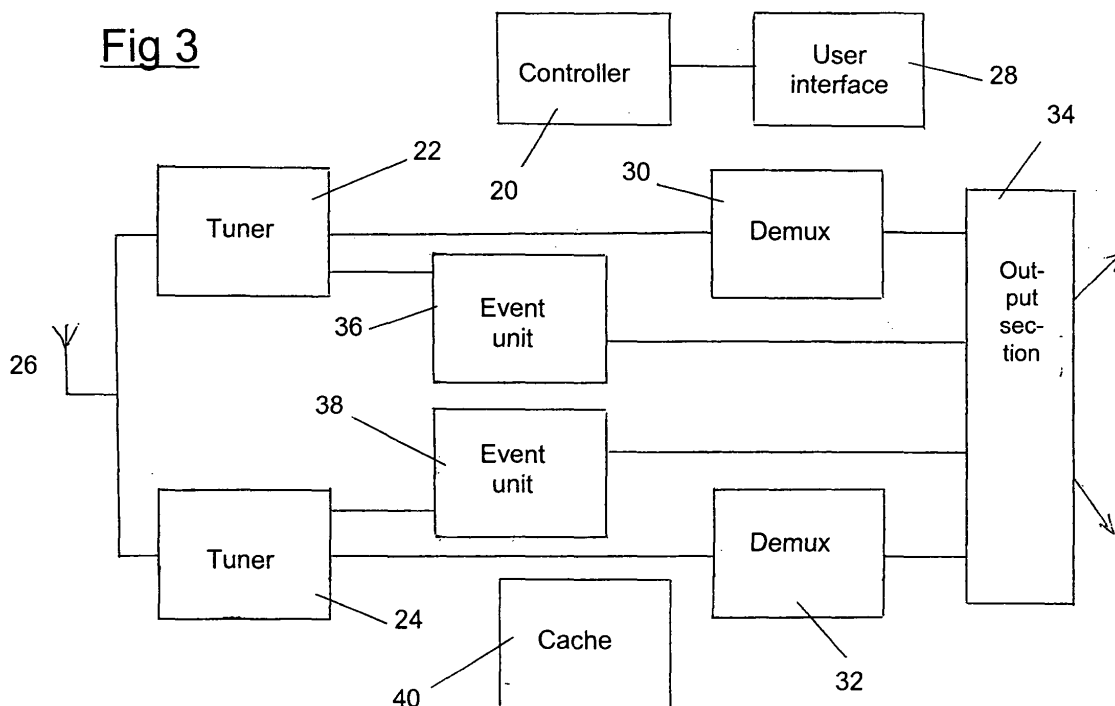 Fig 3
Controller
User
interface
28
34
22
20
30
Tuner
Demux
Out-
put
sec-
tion
36
Event
unit
26
38
Event
unit
Tuner
Demux
24
Cache
32
40